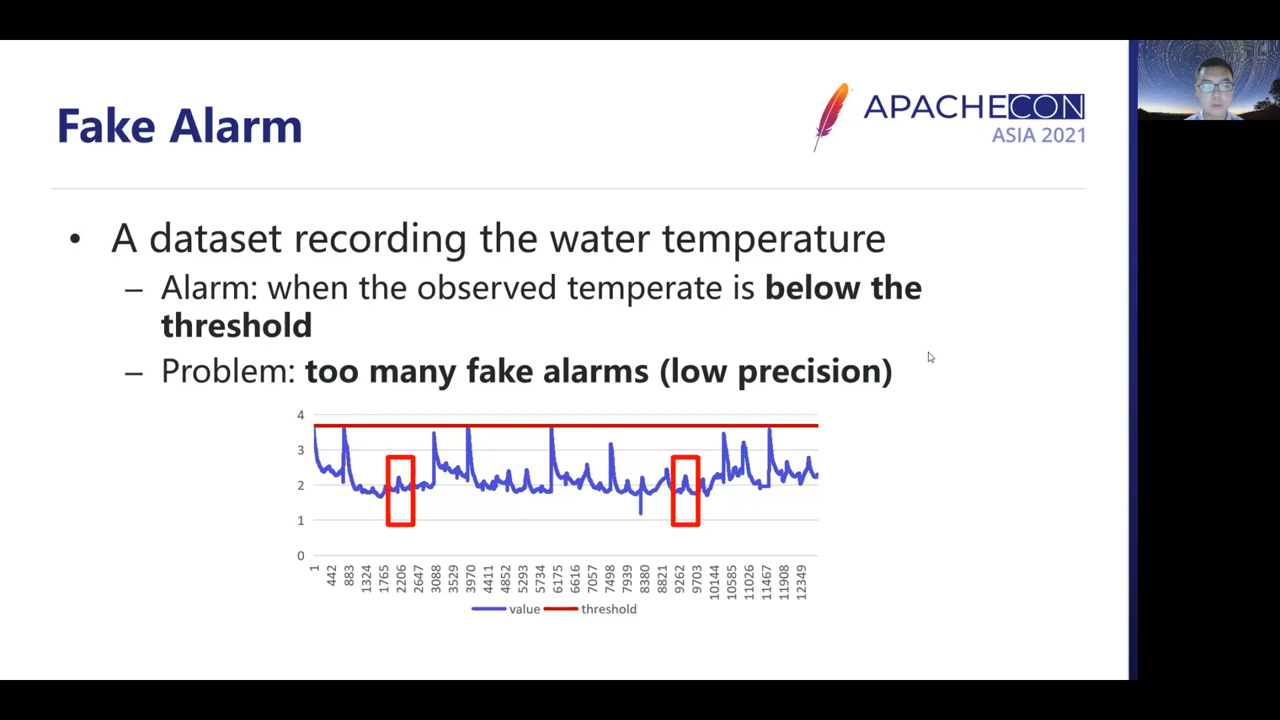 Fake Alarm
APACHECON
ASIA 2021
• A dataset recording the water temperature
– Alarm: when the observed temperate is below the
threshold
– Problem: too many fake alarms (low precision)
4
3
2
1
0
1 442 883 1324 1765 2206 2647 3088 3529 3970 4411 4852 5293 5734 6175 6616 7057 7498 7939 8380 8821 9262 9703 10144 10585 11026 11467 11908 12349
value threshold